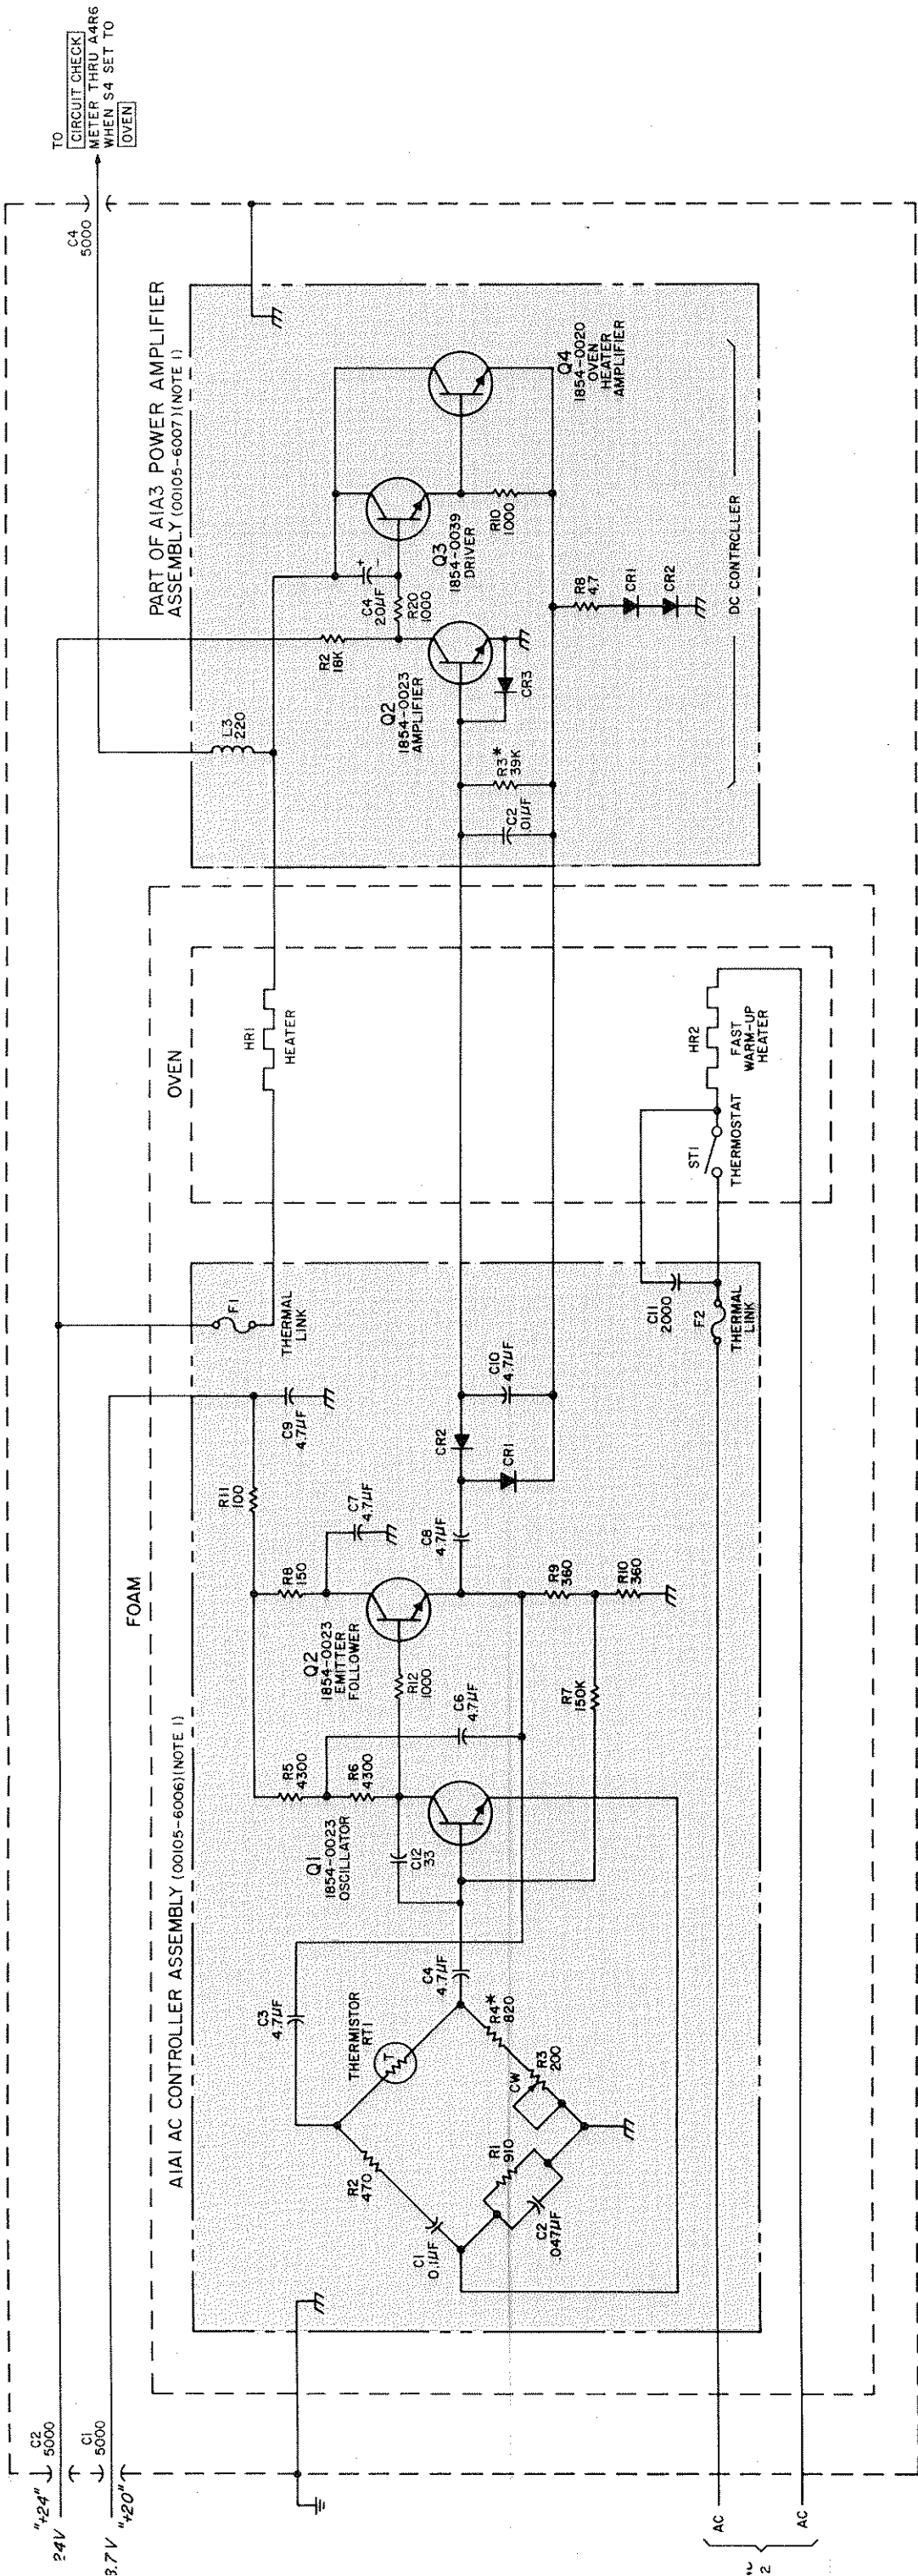 TO
CIRCUIT CHECK
METER THRU A4R6
WHEN S4 SET TO
OVEN
C4
5000
PART OF A1A3 POWER AMPLIFIER
ASSEMBLY (00105-6007)(NOTE 1)
L3
220
R2
18K
C4
20µF
+
-
R20
1000
Q2
1854-0023
AMPLIFIER
Q3
1854-0039
DRIVER
Q4
1854-0020
OVEN
HEATER
AMPLIFIER
R10
1000
CR3
R3*
39K
C2
.01µF
R8
4.7
CR1
CR2
DC CONTROLLER
OVEN
HR1
HEATER
HR2
FAST
WARM-UP
HEATER
ST1
THERMOSTAT
FOAM
A1A1 AC CONTROLLER ASSEMBLY (00105-6006)(NOTE 1)
F1
THERMAL
LINK
C11
2000
F2
THERMAL
LINK
C9
4.7µF
R11
100
R8
150
C7
4.7µF
Q2
1854-0023
EMITTER
FOLLOWER
R12
1000
CR2
C10
4.7µF
CR1
C8
4.7µF
R9
360
R10
360
R7
150K
C6
4.7µF
R5
4300
R6
4300
Q1
1854-0023
OSCILLATOR
C12
33
C3
4.7µF
C4
4.7µF
THERMISTOR
RT1
T
R4*
820
R3
200
CW
R2
470
R1
910
C1
0.1µF
C2
.047µF
C2
5000
"+24"
24V
C1
5000
"+20"
8.7V
AC
AC
2